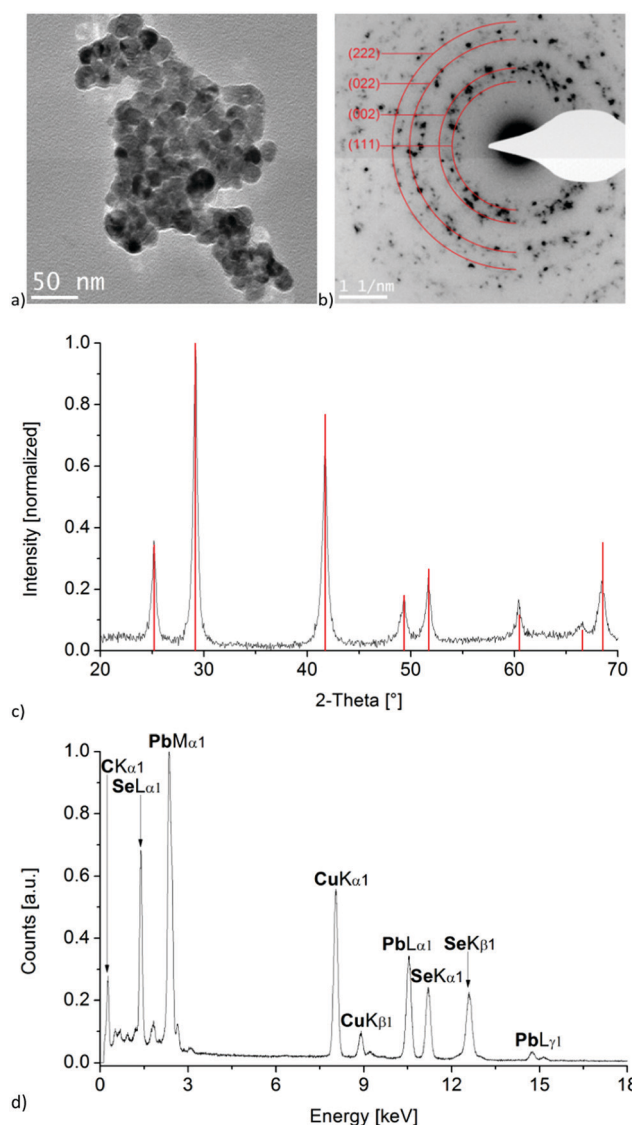 50 nm
a)
(222)
(022)
(002)
(111)
1 1/nm
b)
1.0
0.8
0.6
0.4
0.2
0.0
Intensity [normalized]
20 30 40 50 60 70
2-Theta [°]
c)
PbMα1
CKα1
SeLα1
CuKα1
PbLα1
SeKβ1
SeKα1
CuKβ1
PbLγ1
1.0
0.8
0.6
0.4
0.2
0.0
Counts [a.u.]
0 3 6 9 12 15 18
Energy [keV]
d)